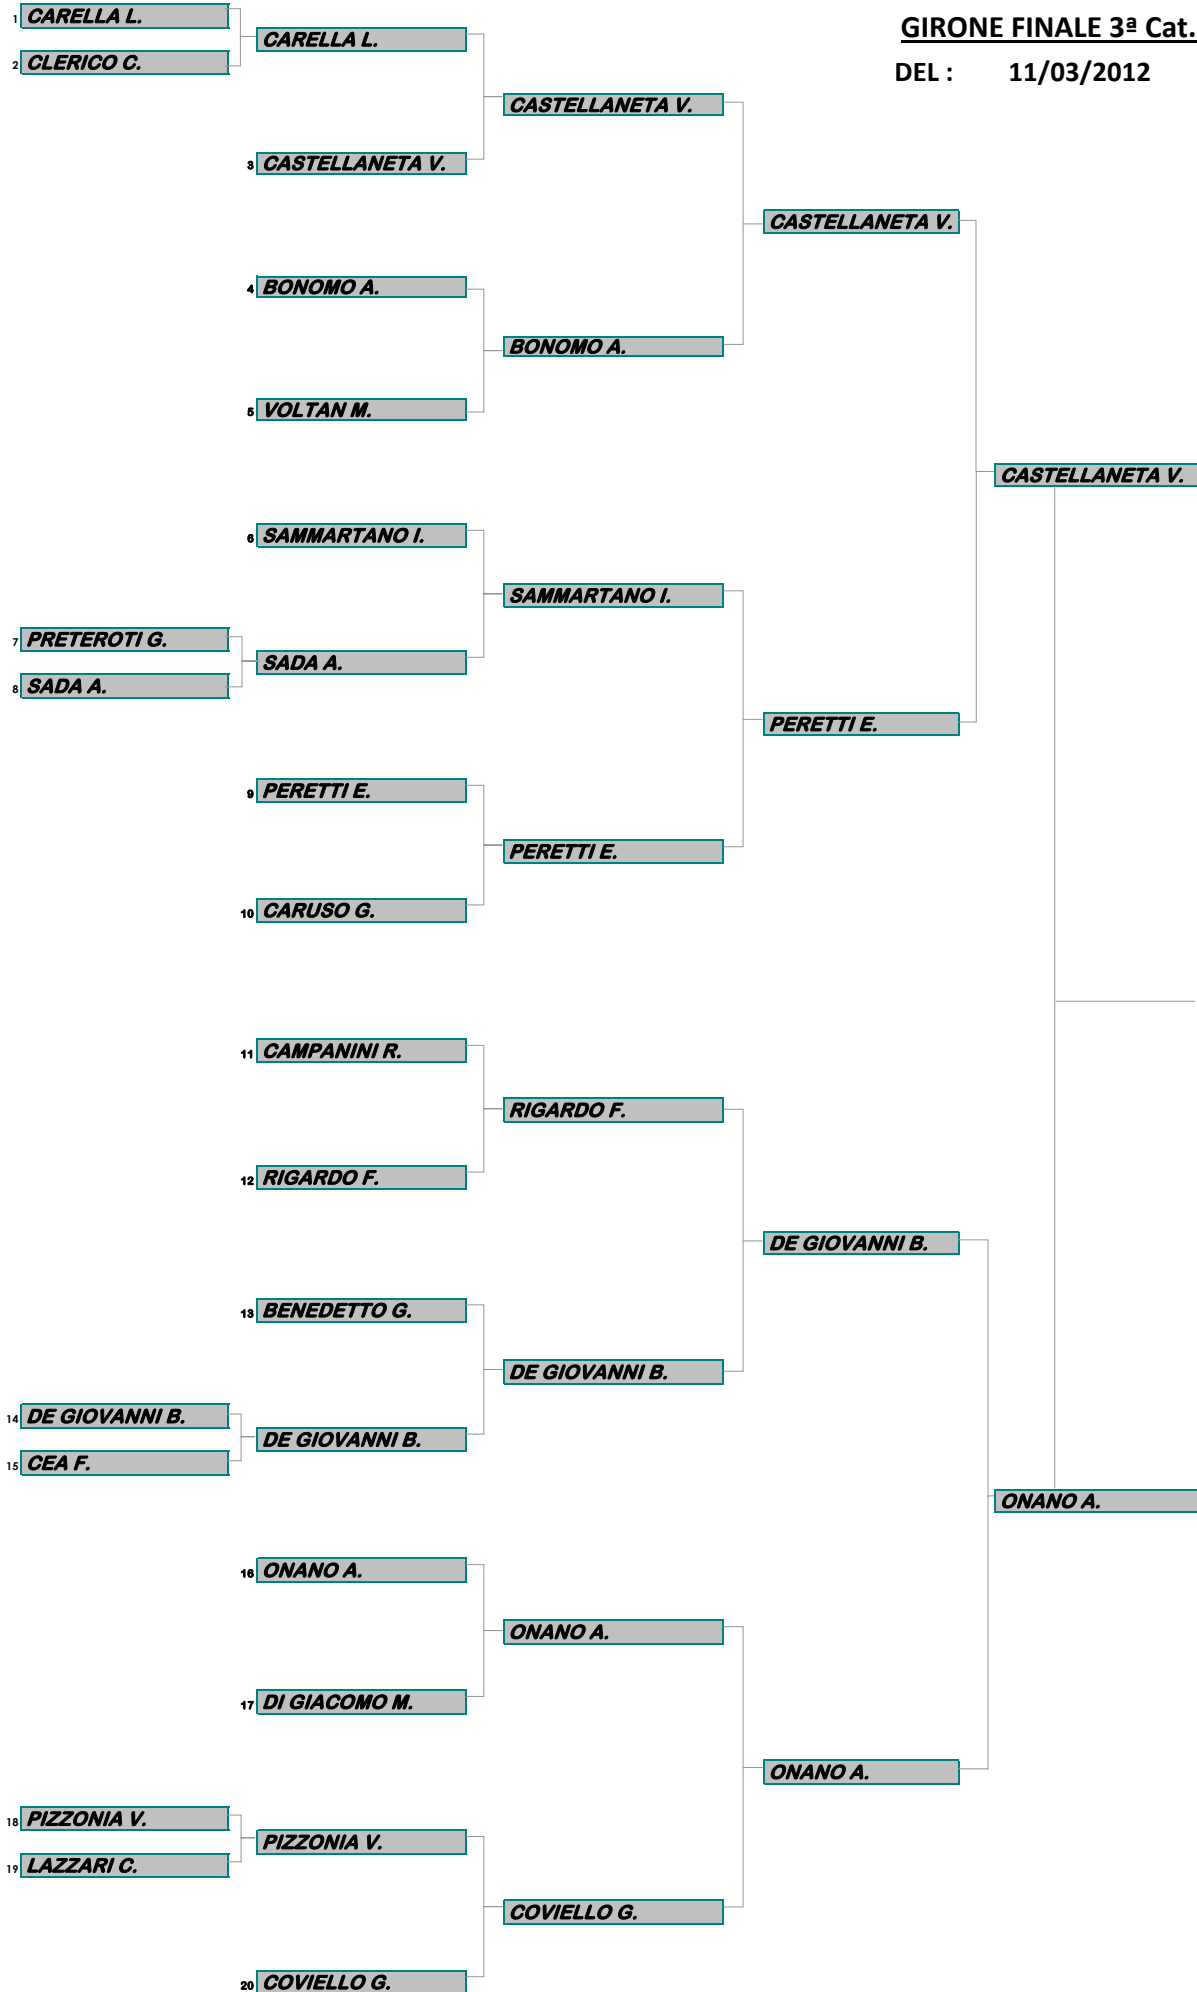 GIRONE FINALE 3ª Cat.
DEL : 11/03/2012
1 CARELLA L.
2 CLERICO C.
CARELLA L.
3 CASTELLANETA V.
CASTELLANETA V.
4 BONOMO A.
5 VOLTAN M.
BONOMO A.
CASTELLANETA V.
6 SAMMARTANO I.
7 PRETEROTI G.
8 SADA A.
SADA A.
SAMMARTANO I.
9 PERETTI E.
10 CARUSO G.
PERETTI E.
PERETTI E.
CASTELLANETA V.
11 CAMPANINI R.
12 RIGARDO F.
RIGARDO F.
13 BENEDETTO G.
14 DE GIOVANNI B.
15 CEA F.
DE GIOVANNI B.
DE GIOVANNI B.
DE GIOVANNI B.
16 ONANO A.
17 DI GIACOMO M.
ONANO A.
18 PIZZONIA V.
19 LAZZARI C.
PIZZONIA V.
20 COVIELLO G.
COVIELLO G.
ONANO A.
ONANO A.